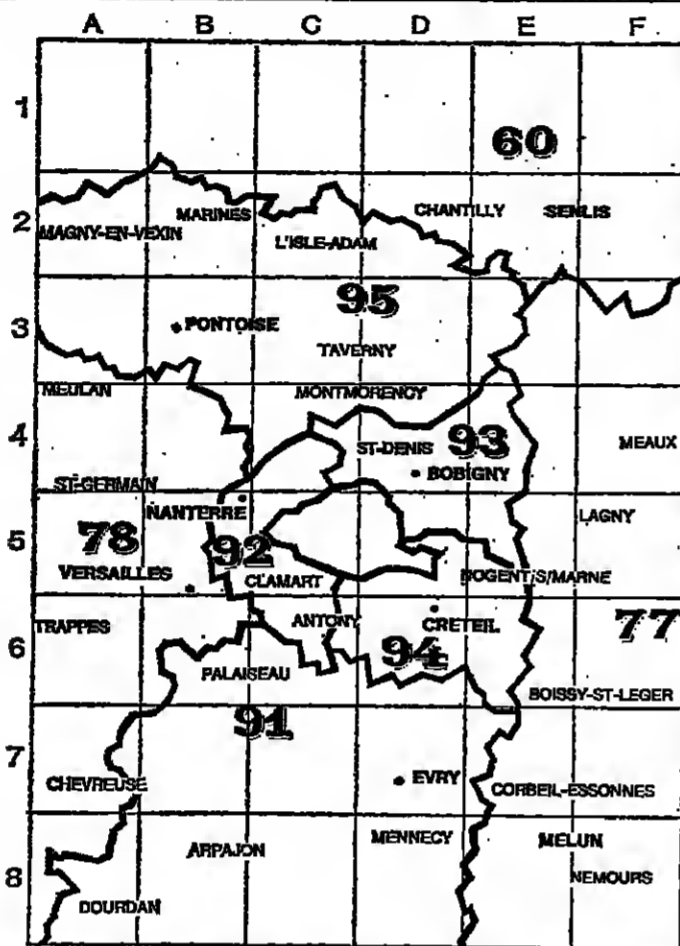 A B C D E F
1
60
2
MARINES CHANTILLY SENLIS
MAGNY-EN-VEXIN L'ISLE-ADAM
95
3
PONTOISE
TAVERNY
MEULAN MONTMORENCY
4
ST-DENIS 93 MEAUX
BOBIGNY
ST-GERMAIN
NANTERRE LAGNY
5
78 92
VERSAILLES CLAMART NOGENT/S/MARNE
TRAPPES ANTONY CRETEIL 77
6
94
PALAISEAU
BOISSY-ST-LEGER
91
7
CHEVREUSE EVRY CORBEIL-ESSONNES
ARPAJON MENNECY MELUN
8
NEMOURS
DOURDAN